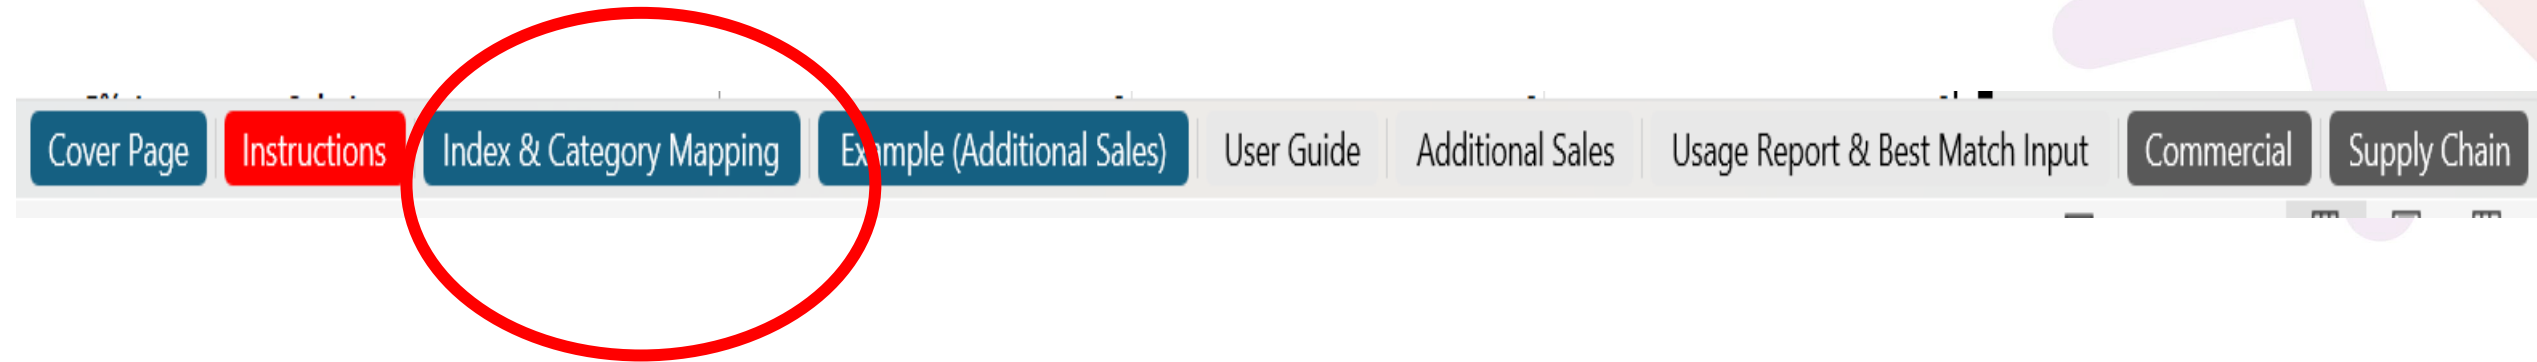 Cover Page Instructions Index & Category Mapping Example (Additional Sales) User Guide Additional Sales Usage Report & Best Match Input Commercial Supply Chain